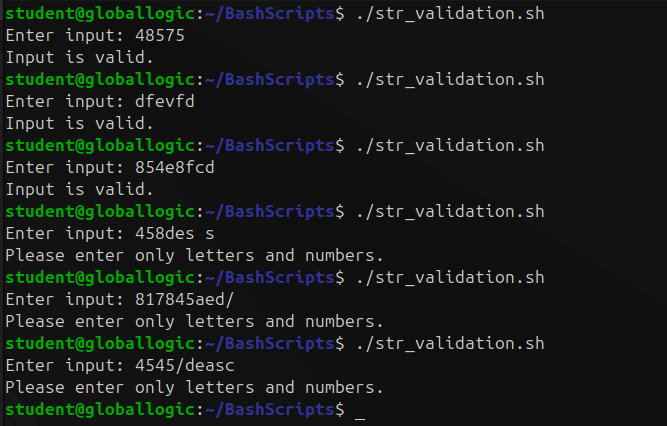 student@globallogic:~/BashScripts$ ./str_validation.sh
Enter input: 48575
Input is valid.
student@globallogic:~/BashScripts$ ./str_validation.sh
Enter input: dfevfd
Input is valid.
student@globallogic:~/BashScripts$ ./str_validation.sh
Enter input: 854e8fcd
Input is valid.
student@globallogic:~/BashScripts$ ./str_validation.sh
Enter input: 458des s
Please enter only letters and numbers.
student@globallogic:~/BashScripts$ ./str_validation.sh
Enter input: 817845aed/
Please enter only letters and numbers.
student@globallogic:~/BashScripts$ ./str_validation.sh
Enter input: 4545/deasc
Please enter only letters and numbers.
student@globallogic:~/BashScripts$ _